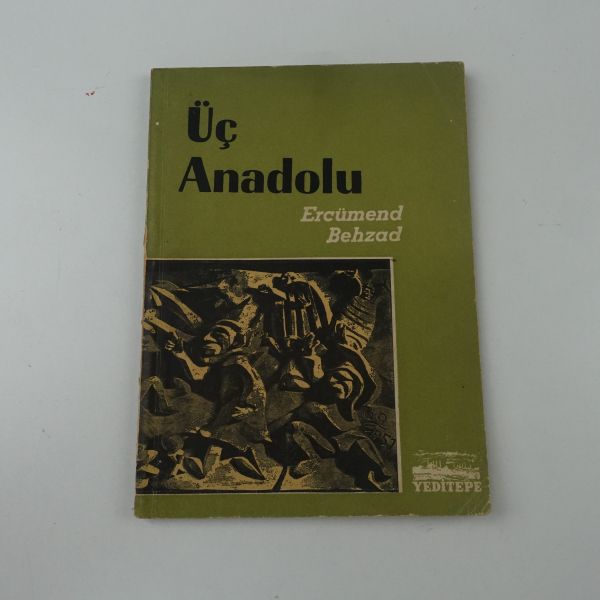 Üç
Anadolu
Ercümend
Behzad
YEDİTEPE